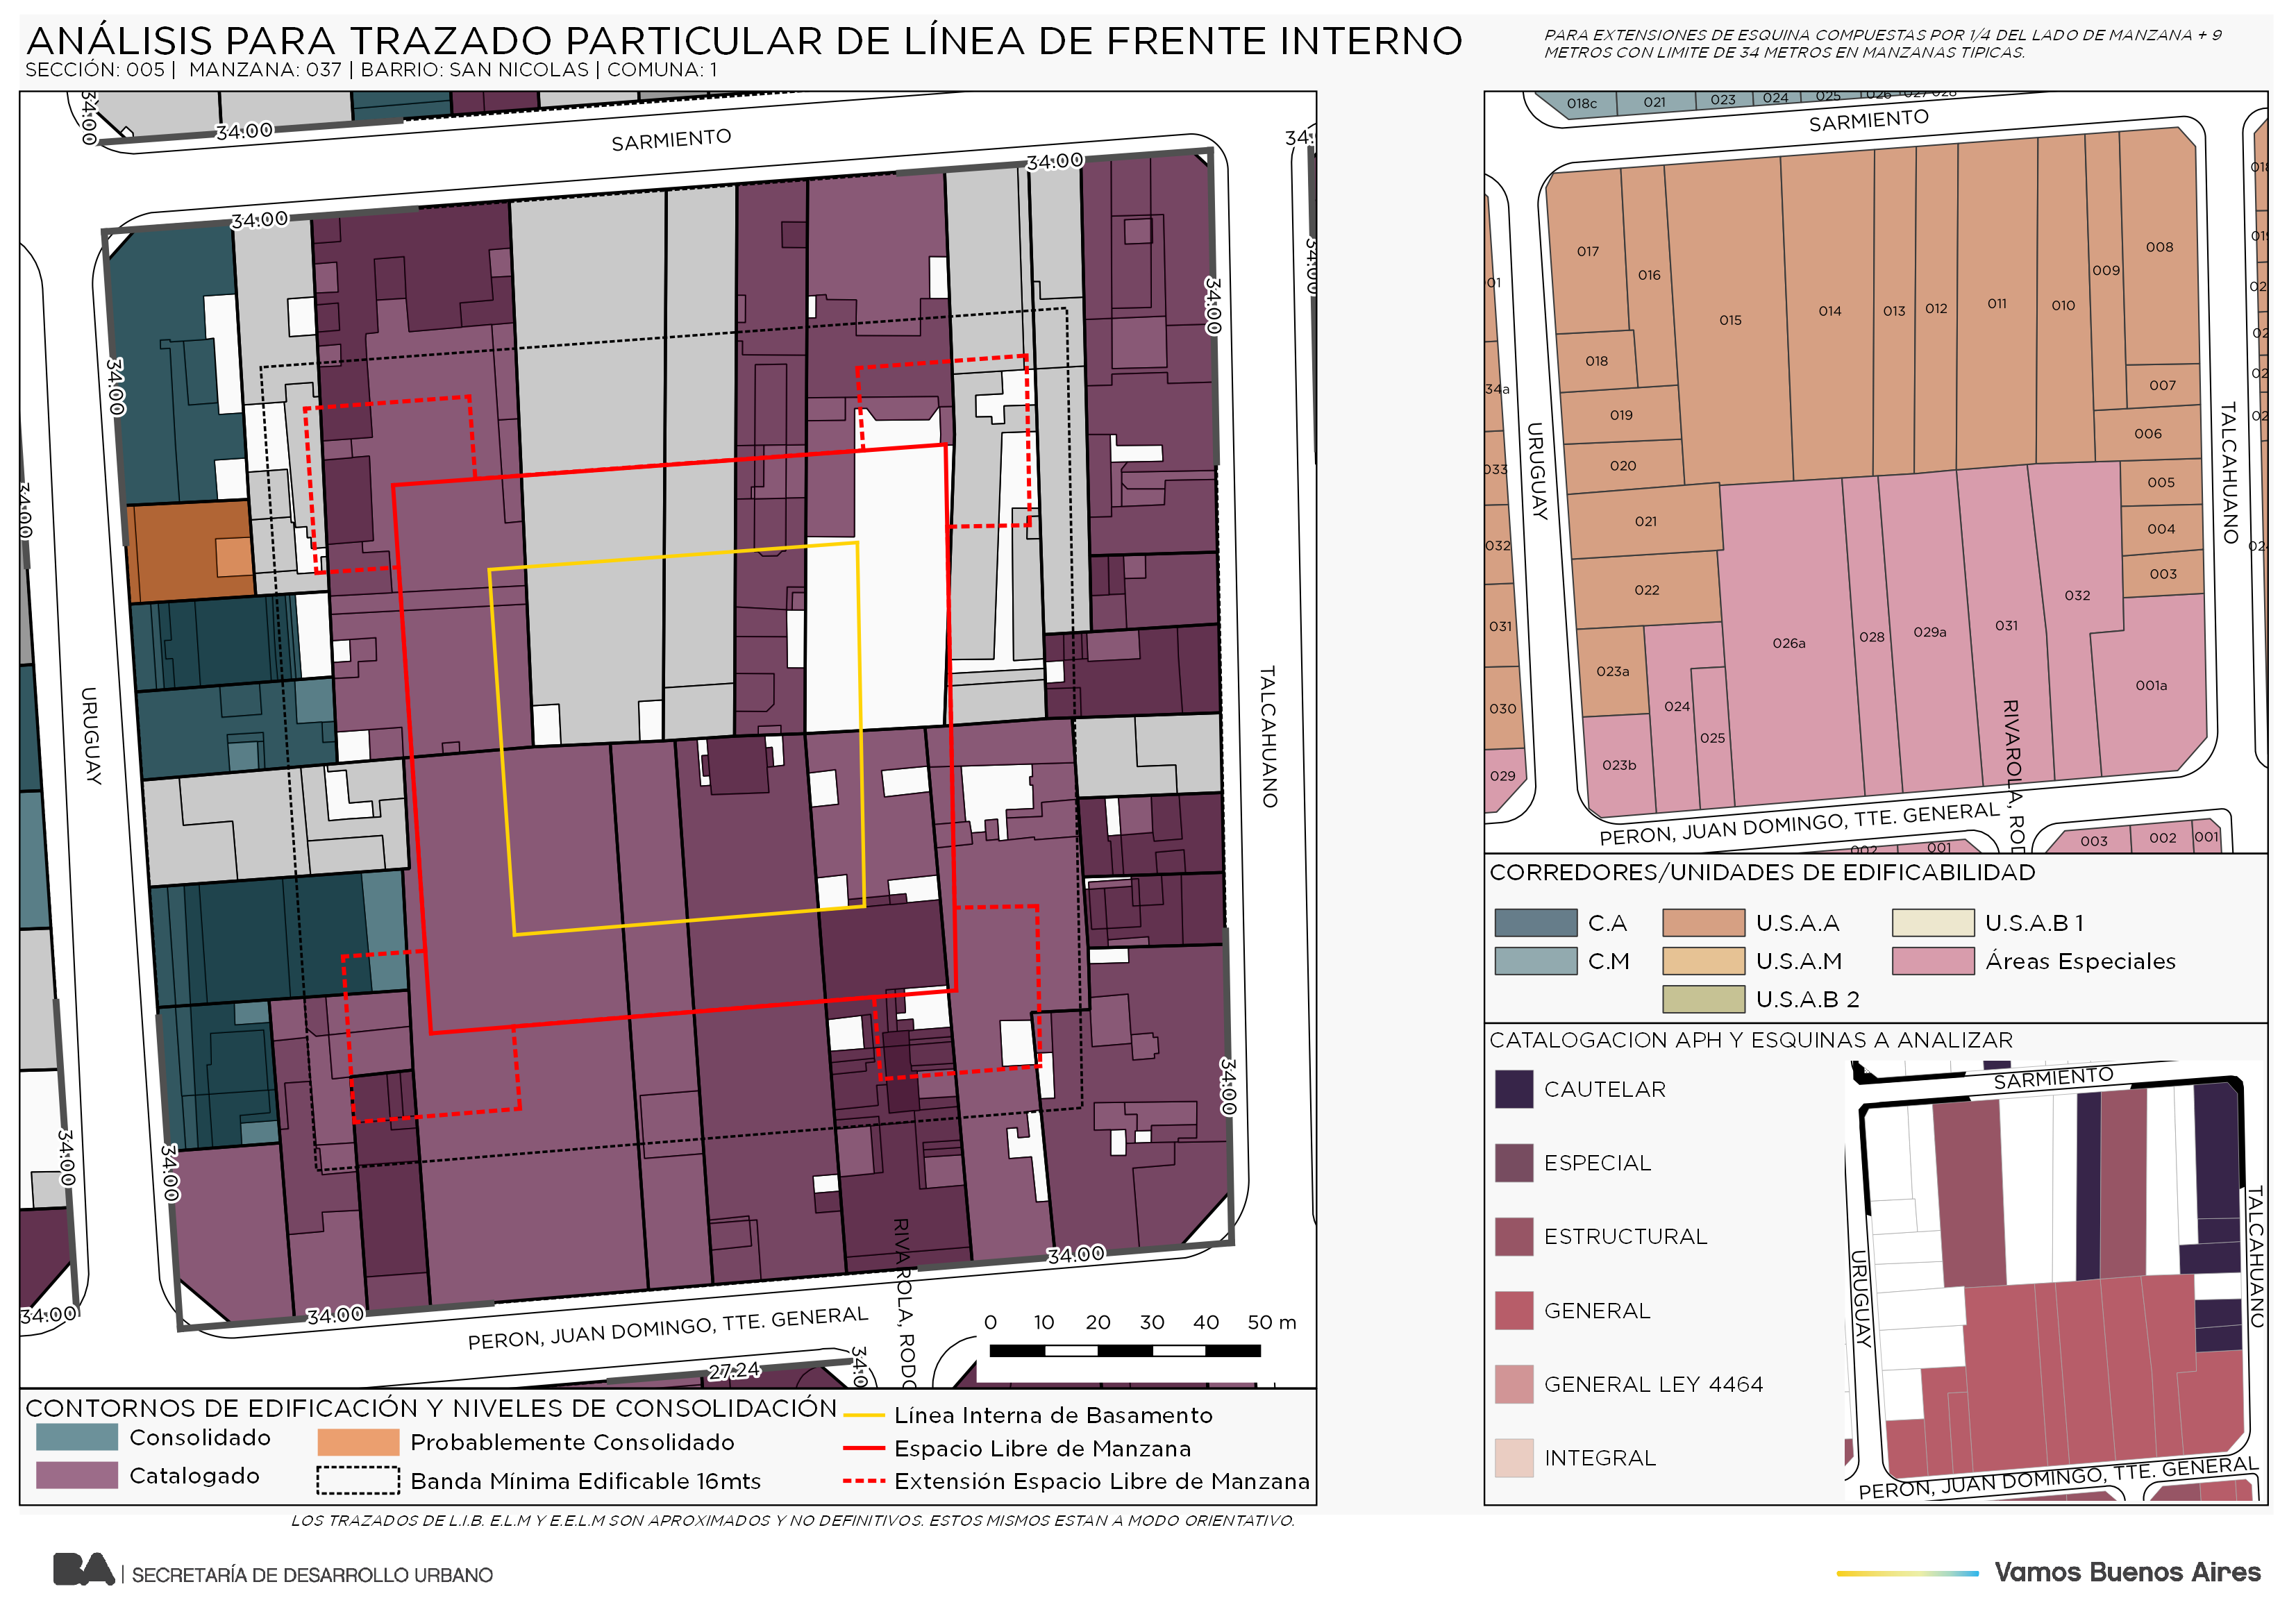 ANÁLISIS PARA TRAZADO PARTICULAR DE LÍNEA DE FRENTE INTERNO
SECCIÓN: 005 | MANZANA: 037 | BARRIO: SAN NICOLAS | COMUNA: 1
PARA EXTENSIONES DE ESQUINA COMPUESTAS POR 1/4 DEL LADO DE MANZANA + 9
METROS CON LIMITE DE 34 METROS EN MANZANAS TIPICAS.
34:00
34:00
SARMIENTO
34:00
34:00
34:00
34:00
34:00
34:00
URUGUAY
TALCAHUANO
34:00
34:00
34:00
34:00
34:00
34:00
34:00
PERON, JUAN DOMINGO, TTE. GENERAL
27:24
0 10 20 30 40 50 m
CONTORNOS DE EDIFICACIÓN Y NIVELES DE CONSOLIDACIÓN
Consolidado
Catalogado
Probablemente Consolidado
Banda Mínima Edificable 16mts
Línea Interna de Basamento
Espacio Libre de Manzana
Extensión Espacio Libre de Manzana
LOS TRAZADOS DE L.I.B. E.L.M Y E.E.L.M SON APROXIMADOS Y NO DEFINITIVOS. ESTOS MISMOS ESTAN A MODO ORIENTATIVO.
018c 021 023 024 025
SARMIENTO
017 016 015 014 013 012 011 010 009 008
018
019
020
021
022
023a
023b
024
025
026a
028
029a
031
032
007
006
005
004
003
001a
34a
033
032
031
030
029
URUGUAY
TALCAHUANO
PERON, JUAN DOMINGO, TTE. GENERAL
003 002 001
CORREDORES/UNIDADES DE EDIFICABILIDAD
C.A
C.M
U.S.A.A
U.S.A.M
U.S.A.B 2
U.S.A.B 1
Áreas Especiales
CATALOGACION APH Y ESQUINAS A ANALIZAR
CAUTELAR
ESPECIAL
ESTRUCTURAL
GENERAL
GENERAL LEY 4464
INTEGRAL
SARMIENTO
URUGUAY
TALCAHUANO
PERON, JUAN DOMINGO, TTE. GENERAL
BA | SECRETARÍA DE DESARROLLO URBANO
Vamos Buenos Aires